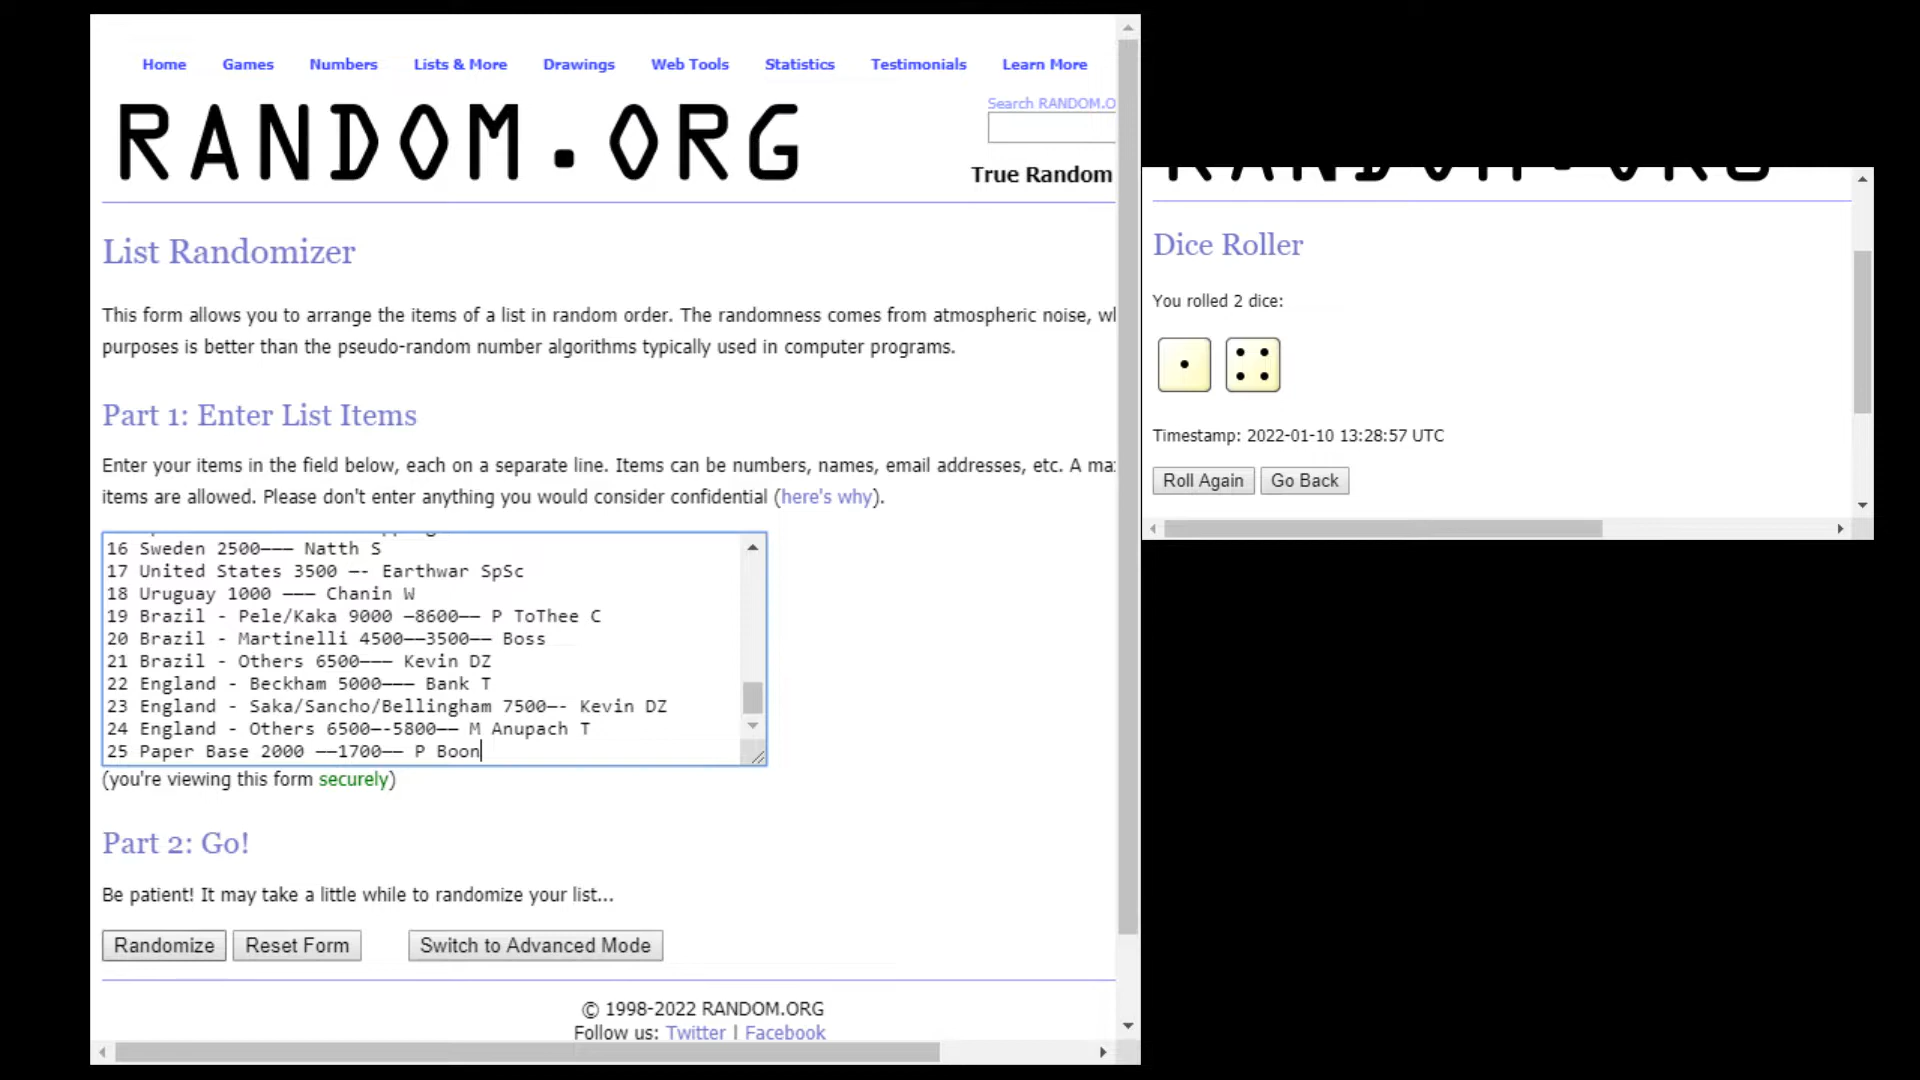 Home Games Numbers Lists & More Drawings Web Tools Statistics Testimonials Learn More
RANDOM.ORG
Search RANDOM.O
True Random
List Randomizer
This form allows you to arrange the items of a list in random order. The randomness comes from atmospheric noise,
purposes is better than the pseudo-random number algorithms typically used in computer programs.
Part 1: Enter List Items
Enter your items in the field below, each on a separate line. Items can be numbers, names, email addresses, etc. A
items are allowed. Please don't enter anything you would consider confidential (here's why).
16 Sweden 2500—–– Natth S
17 United States 3500 —- Earthwar SpSc
18 Uruguay 1000 —–– Chanin W
19 Brazil - Pele/Kaka 9000 —8600—— P ToThee C
20 Brazil - Martinelli 4500——3500—— Boss
21 Brazil - Others 6500—–– Kevin DZ
22 England - Beckham 5000—–– Bank T
23 England - Saka/Sancho/Bellingham 7500—- Kevin DZ
24 England - Others 6500—-5800—— M Anupach T
25 Paper Base 2000 ——1700—— P Boon
(you're viewing this form securely)
Part 2: Go!
Be patient! It may take a little while to randomize your list...
Randomize Reset Form Switch to Advanced Mode
© 1998-2022 RANDOM.ORG
Follow us: Twitter | Facebook
RANDOM.ORG
Dice Roller
You rolled 2 dice:
Timestamp: 2022-01-10 13:28:57 UTC
Roll Again Go Back